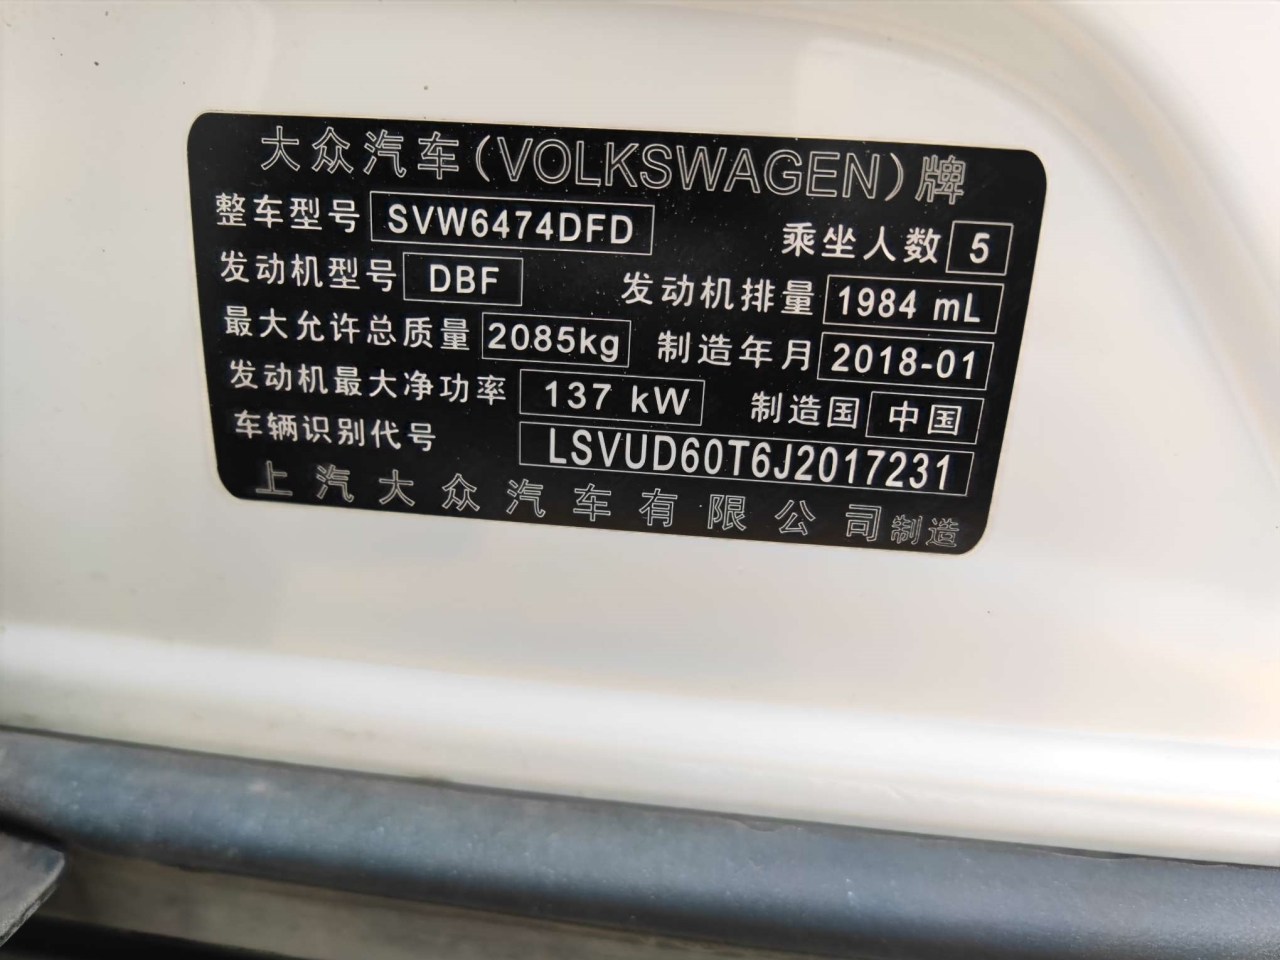 大众汽车(VOLKSWAGEN)牌
整车型号 SVW6474DFD 乘坐人数 5
发动机型号 DBF 发动机排量 1984 mL
最大允许总质量 2085kg 制造年月 2018-01
发动机最大净功率 137 kW 制造国 中国
车辆识别代号 LSVUD60T6J2017231
上汽大众汽车有限公司制造